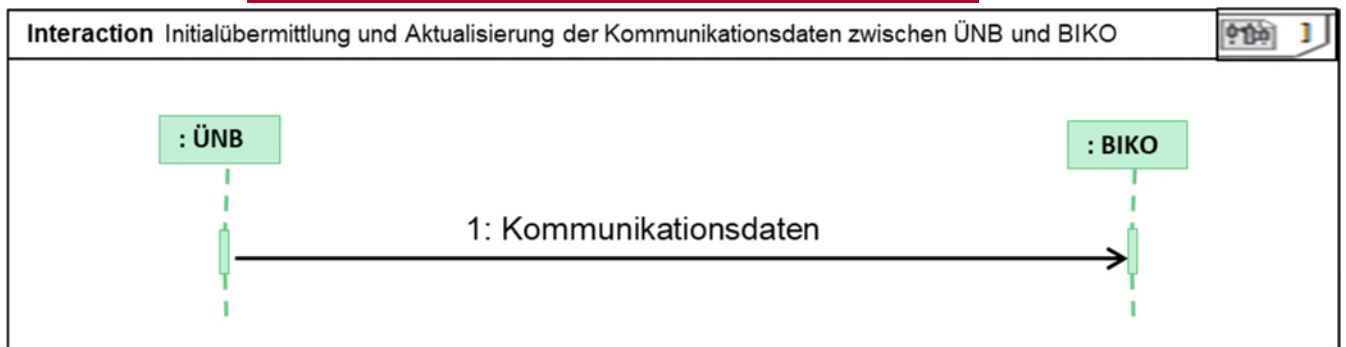 Interaction Initialübermittlung und Aktualisierung der Kommunikationsdaten zwischen ÜNB und BIKO
: ÜNB
: BIKO
1: Kommunikationsdaten